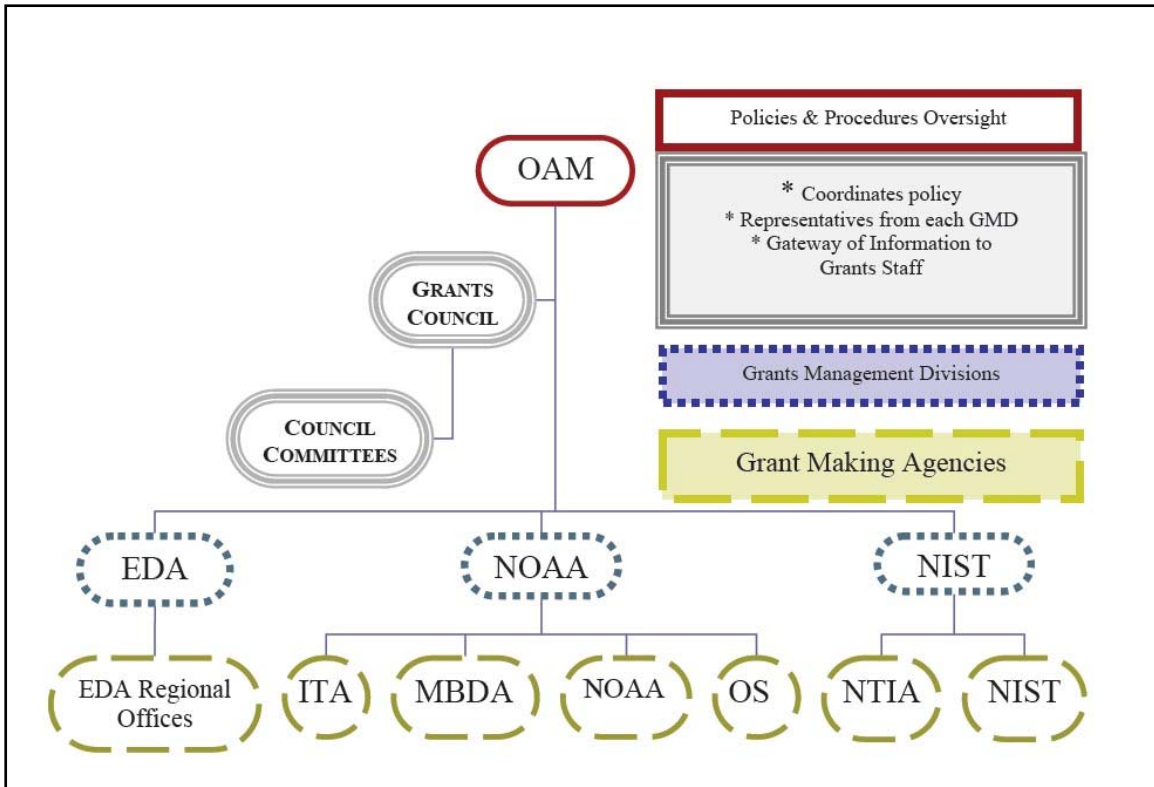 Policies & Procedures Oversight
OAM
* Coordinates policy
* Representatives from each GMD
* Gateway of Information to
Grants Staff
GRANTS
COUNCIL
Grants Management Divisions
COUNCIL
COMMITTEES
Grant Making Agencies
EDA
NOAA
NIST
EDA Regional
Offices
ITA
MBDA
NOAA
OS
NTIA
NIST